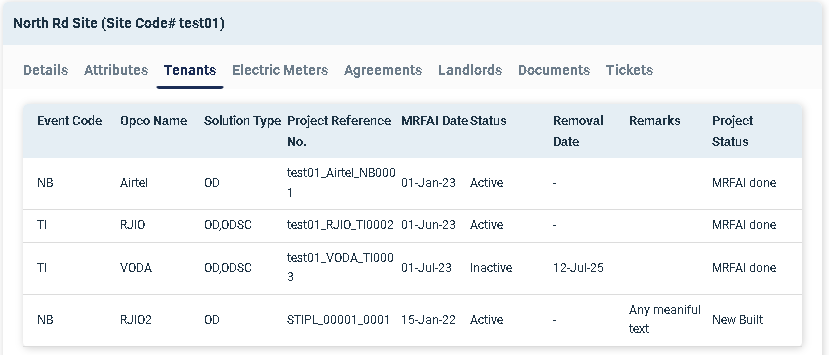 North Rd Site (Site Code# test01)
Details Attributes Tenants Electric Meters Agreements Landlords Documents Tickets
Event Code Opco Name Solution Type Project Reference No. MRFAI Date Status Removal Date Remarks Project Status
NB Airtel OD test01_Airtel_NB0001 01-Jan-23 Active - MRFAI done
TI RJIO OD,ODSC test01_RJIO_TI0002 01-Jun-23 Active - MRFAI done
TI VODA OD,ODSC test01_VODA_TI0003 01-Jul-23 Inactive 12-Jul-25 MRFAI done
NB RJIO2 OD STIPL_00001_0001 15-Jan-22 Active - Any meaniful text New Built